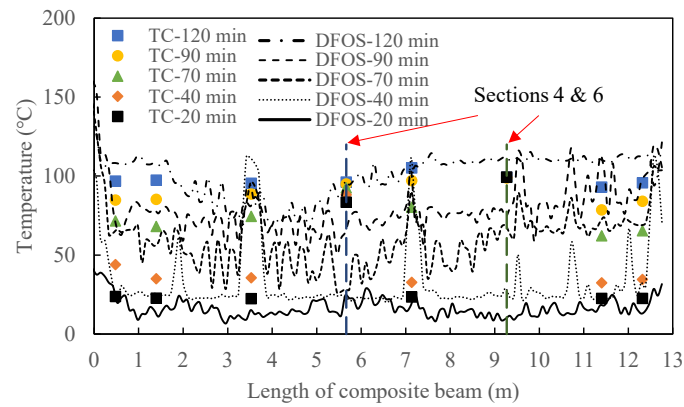 200
150
100
50
0
Temperature (°C)
TC-120 min
TC-90 min
TC-70 min
TC-40 min
TC-20 min
DFOS-120 min
DFOS-90 min
DFOS-70 min
DFOS-40 min
DFOS-20 min
Sections 4 & 6
0 1 2 3 4 5 6 7 8 9 10 11 12 13
Length of composite beam (m)